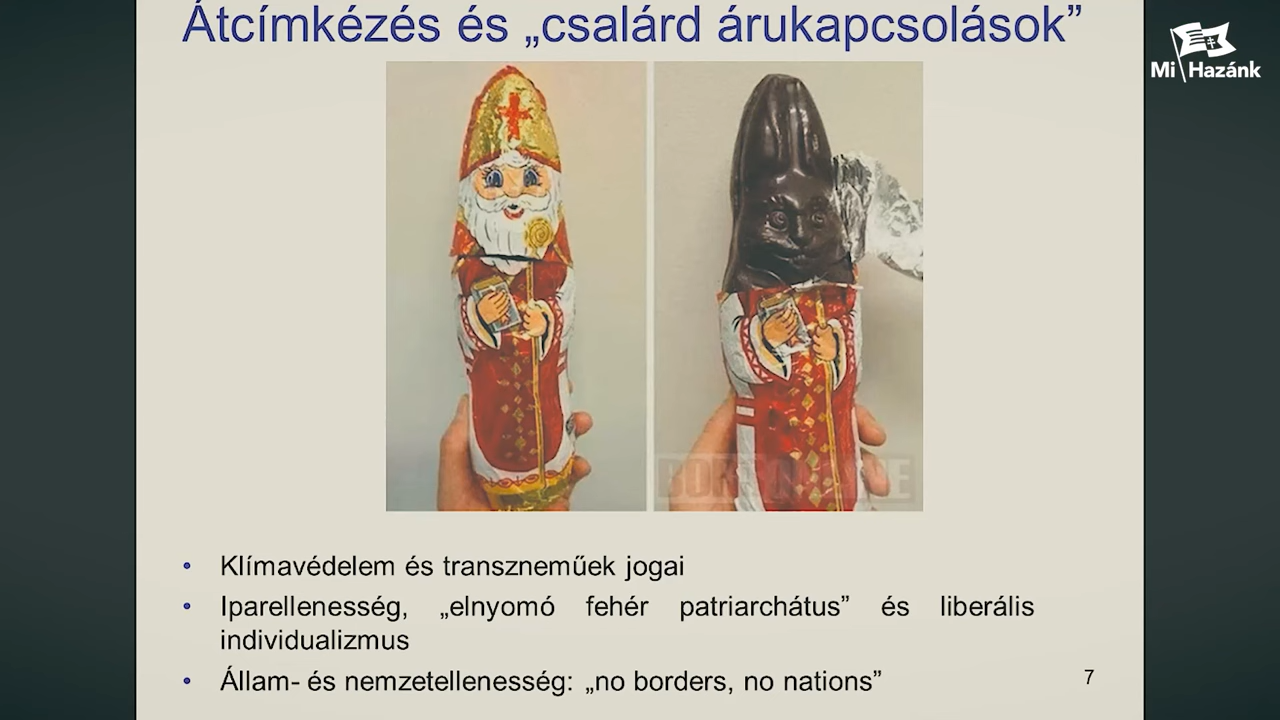 Átcímkézés és „csalárd árukapcsolások”
Mi Hazánk
• Klímavédelem és transzneműek jogai
• Iparellenesség, „elnyomó fehér patriarchátus” és liberális
individualizmus
• Állam- és nemzetellenesség: „no borders, no nations”
7